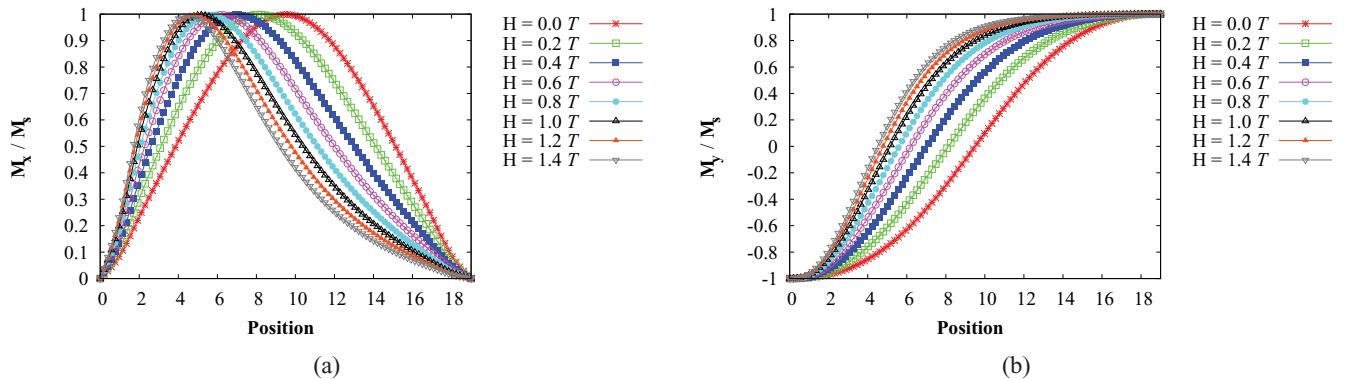 1
0.9
0.8
0.7
0.6
0.5
0.4
0.3
0.2
0.1
0
M_x / M_s
0 2 4 6 8 10 12 14 16 18
Position
H = 0.0 T
H = 0.2 T
H = 0.4 T
H = 0.6 T
H = 0.8 T
H = 1.0 T
H = 1.2 T
H = 1.4 T
(a)
1
0.8
0.6
0.4
0.2
0
-0.2
-0.4
-0.6
-0.8
-1
M_y / M_s
0 2 4 6 8 10 12 14 16 18
Position
H = 0.0 T
H = 0.2 T
H = 0.4 T
H = 0.6 T
H = 0.8 T
H = 1.0 T
H = 1.2 T
H = 1.4 T
(b)